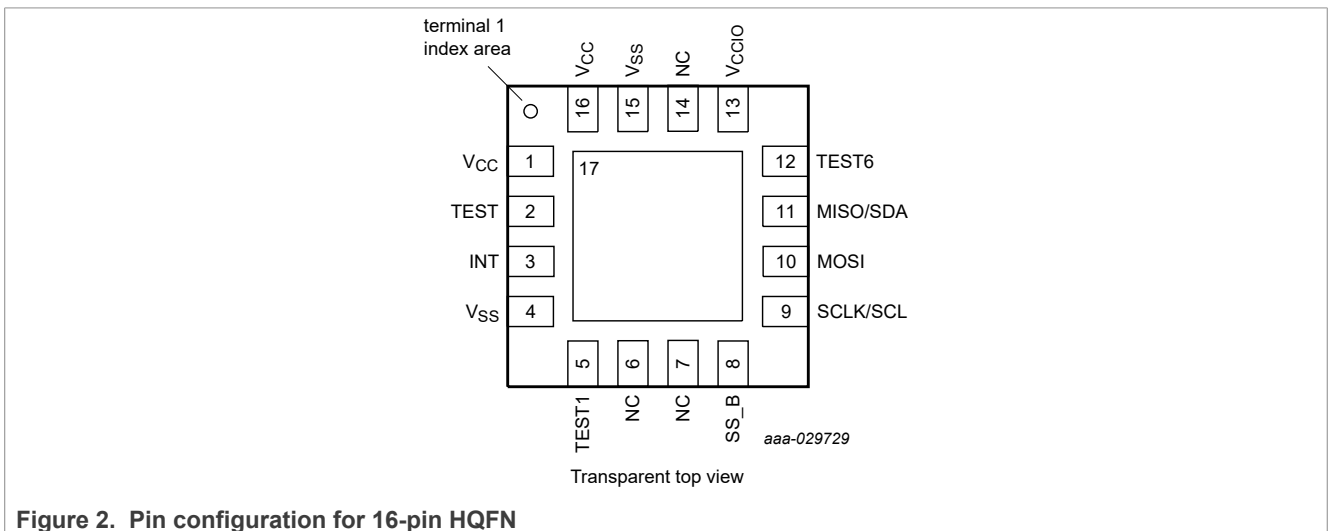 terminal 1
index area
VCC
VSS
NC
VCCIO
16
15
14
13
VCC 1
17
12 TEST6
TEST 2
11 MISO/SDA
INT 3
10 MOSI
VSS 4
9 SCLK/SCL
5
6
7
8
TEST1
NC
NC
SS_B
aaa-029729
Transparent top view
Figure 2. Pin configuration for 16-pin HQFN